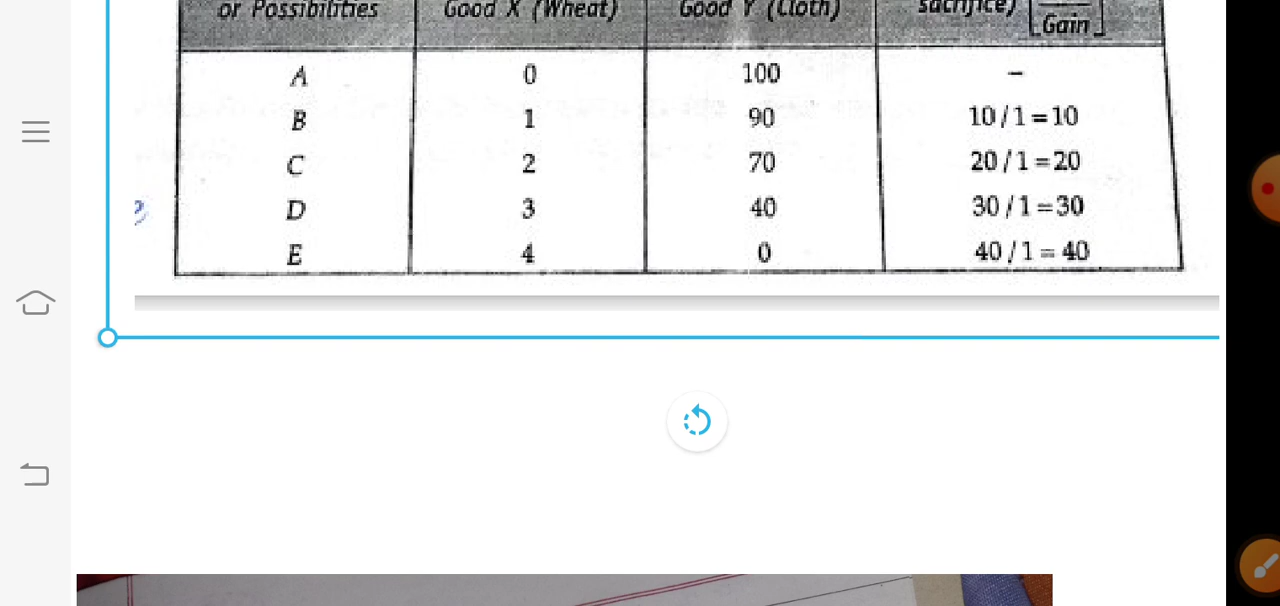 or Possibilities Good X (Wheat) Good Y (Cloth) sacrifice) [Gain]
A 0 100 –
B 1 90 10/1=10
C 2 70 20/1=20
D 3 40 30/1=30
E 4 0 40/1=40